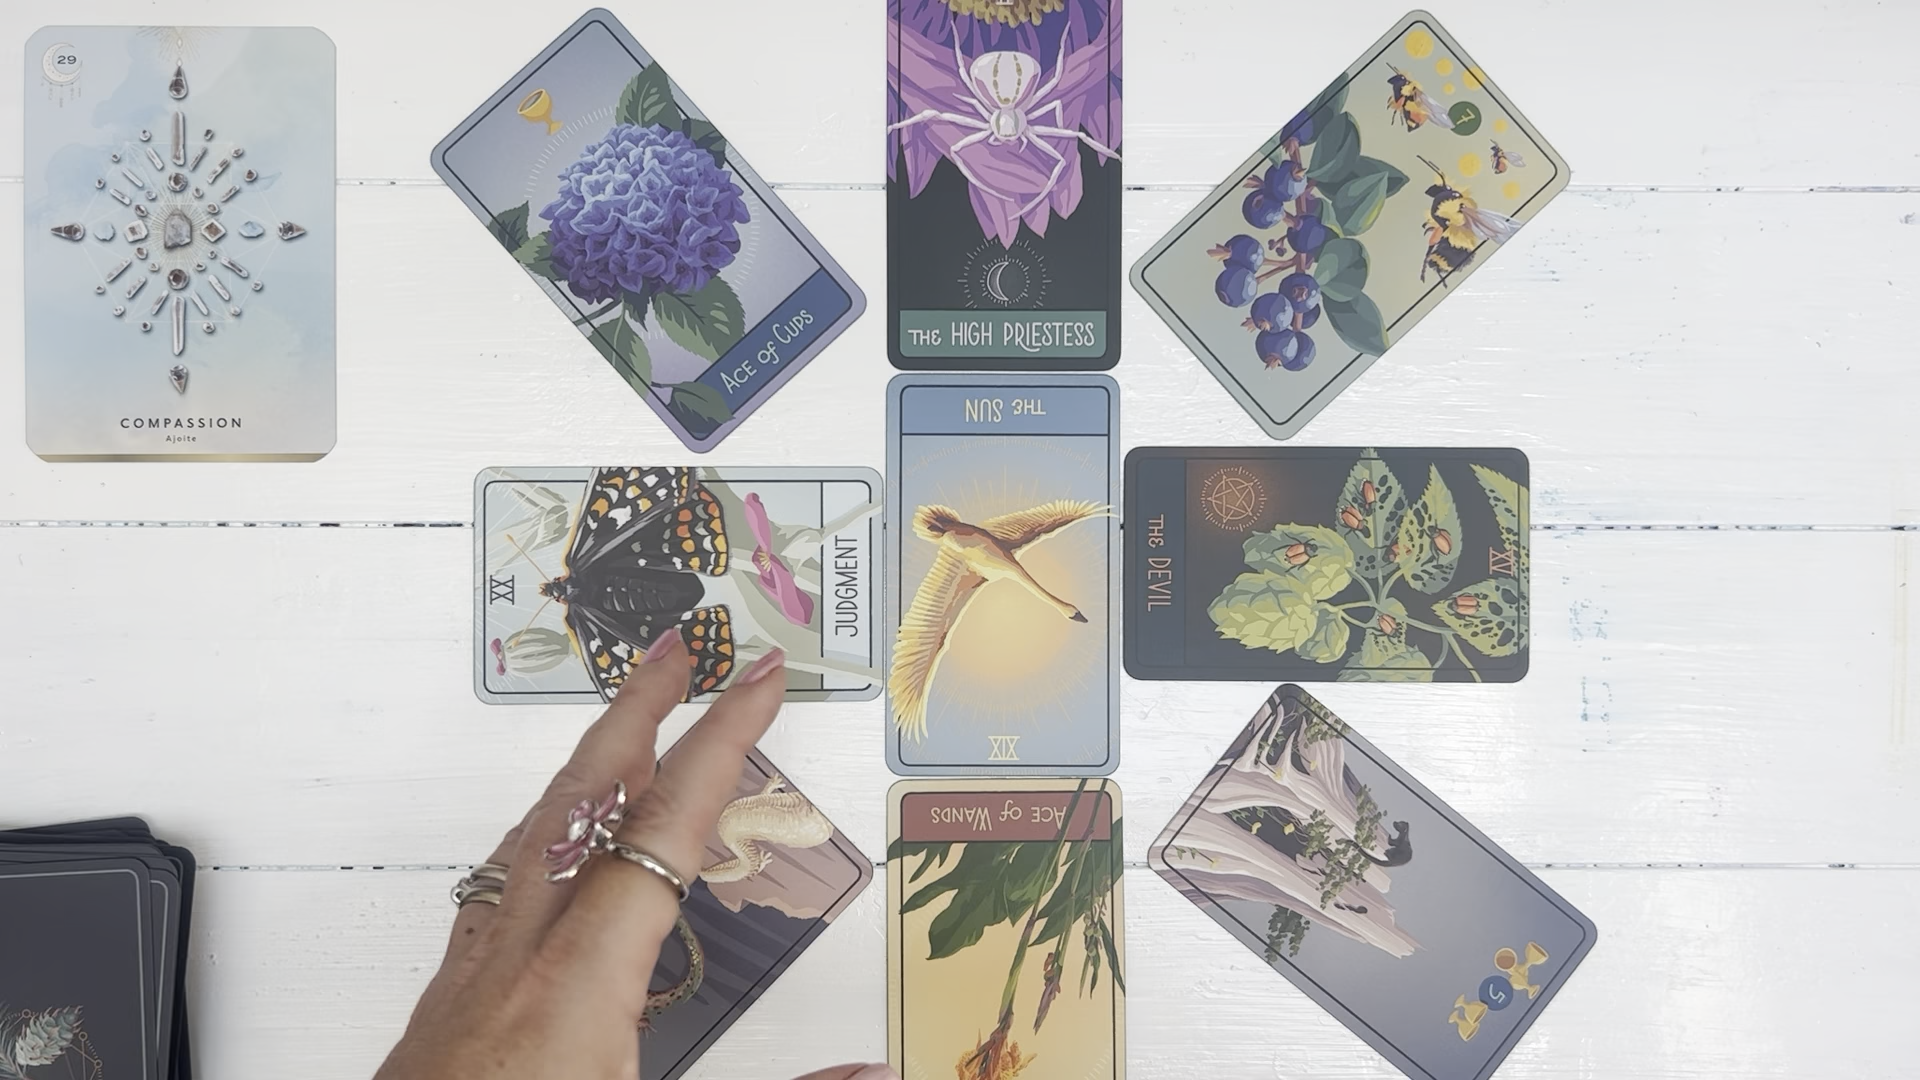 29
COMPASSION
Ajoite
ACE of CUPS
THE HIGH PRIESTESS
7
THE SUN
XIX
XX
JUDGMENT
THE DEVIL
XV
ACE of WANDS
5